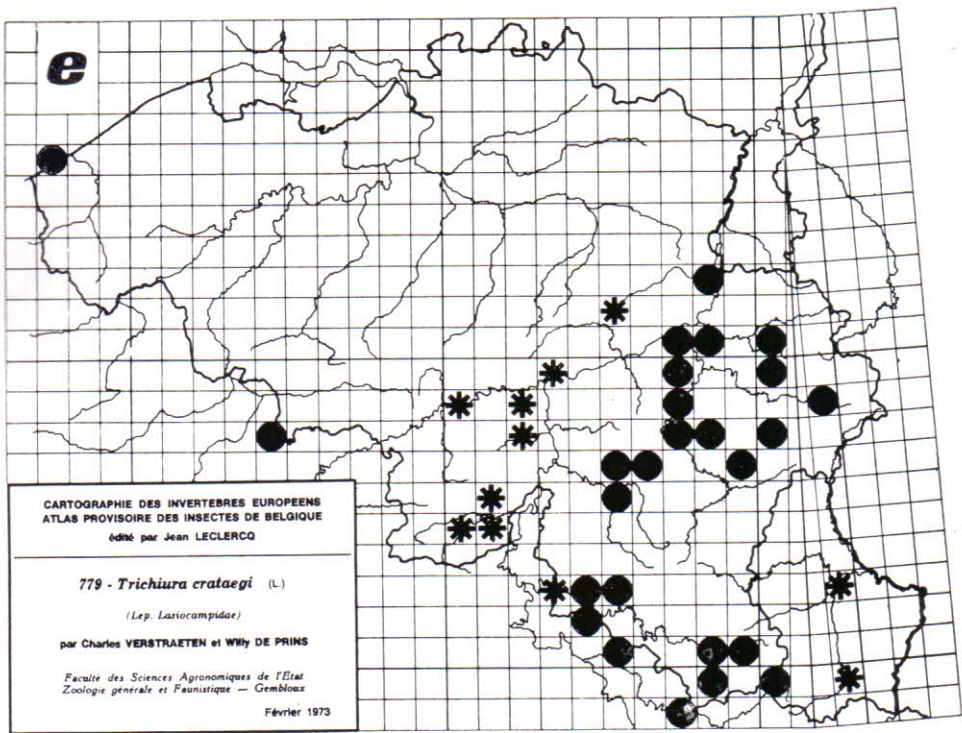 e
CARTOGRAPHIE DES INVERTEBRES EUROPEENS
ATLAS PROVISOIRE DES INSECTES DE BELGIQUE
édité par Jean LECLERCQ
779 - Trichiura crataegi (L.)
(Lep. Lasiocampidae)
par Charles VERSTRAETEN et Willy DE PRINS
Faculté des Sciences Agronomiques de l'Etat
Zoologie générale et Faunistique — Gembloux
Février 1973